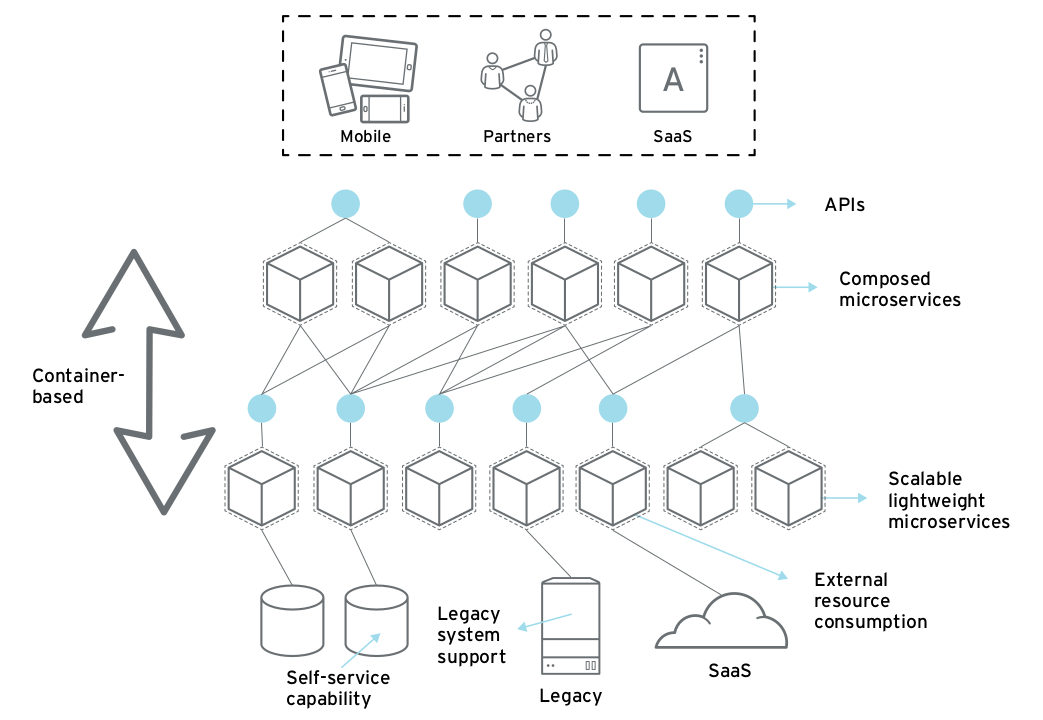 A
Mobile
Partners
SaaS
APIs
Composed
microservices
Container-
based
Scalable
lightweight
microservices
External
resource
consumption
Legacy
system
support
SaaS
Self-service
capability
Legacy